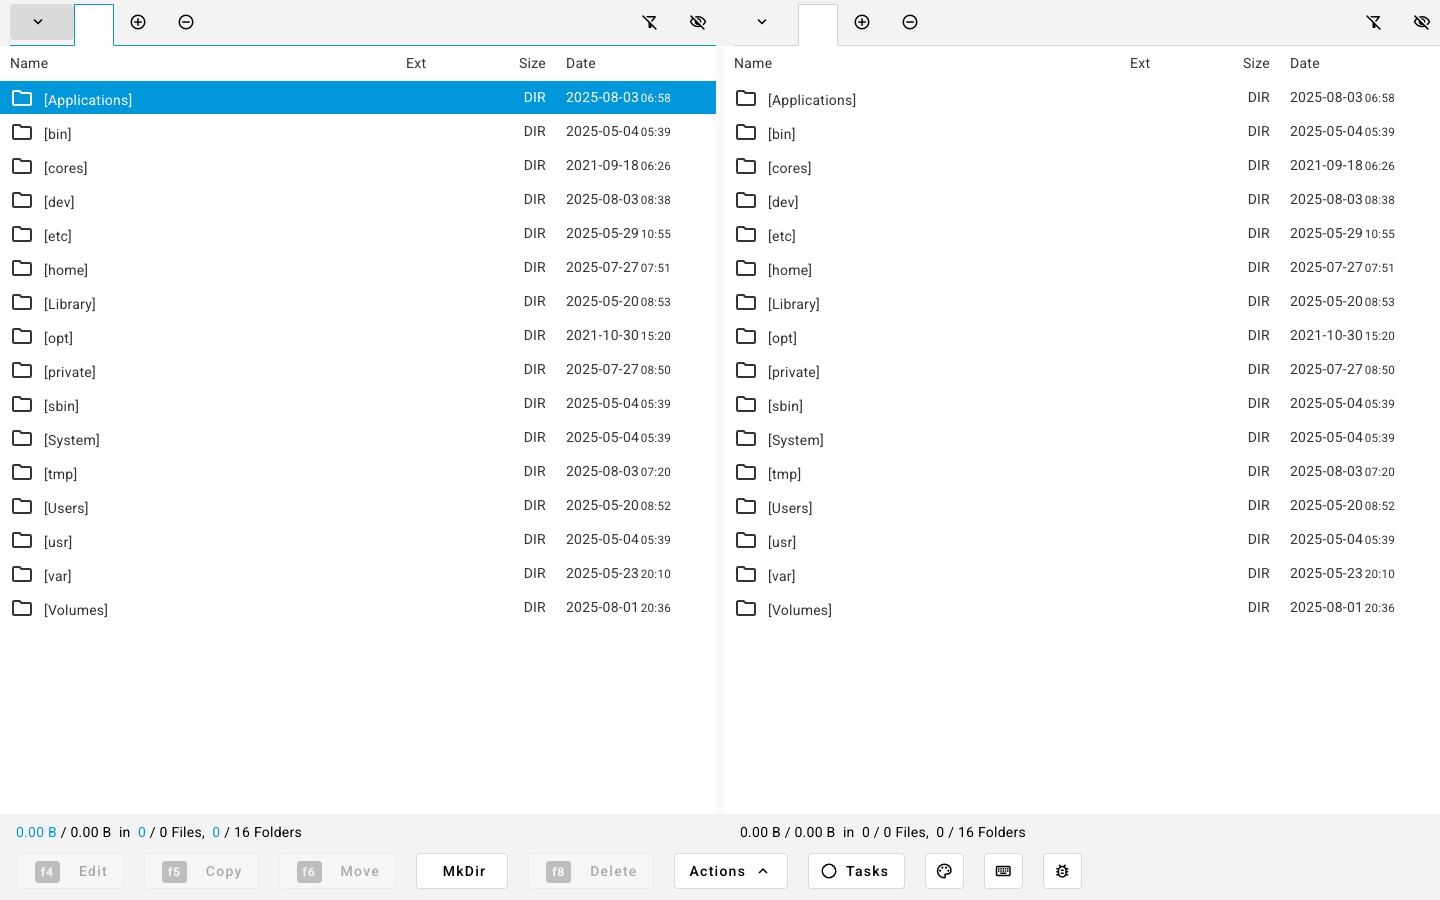 Name Ext Size Date
[Applications] DIR 2025-08-03 06:58
[bin] DIR 2025-05-04 05:39
[cores] DIR 2021-09-18 06:26
[dev] DIR 2025-08-03 08:38
[etc] DIR 2025-05-29 10:55
[home] DIR 2025-07-27 07:51
[Library] DIR 2025-05-20 08:53
[opt] DIR 2021-10-30 15:20
[private] DIR 2025-07-27 08:50
[sbin] DIR 2025-05-04 05:39
[System] DIR 2025-05-04 05:39
[tmp] DIR 2025-08-03 07:20
[Users] DIR 2025-05-20 08:52
[usr] DIR 2025-05-04 05:39
[var] DIR 2025-05-23 20:10
[Volumes] DIR 2025-08-01 20:36
0.00 B / 0.00 B in 0 / 0 Files, 0 / 16 Folders
Name Ext Size Date
[Applications] DIR 2025-08-03 06:58
[bin] DIR 2025-05-04 05:39
[cores] DIR 2021-09-18 06:26
[dev] DIR 2025-08-03 08:38
[etc] DIR 2025-05-29 10:55
[home] DIR 2025-07-27 07:51
[Library] DIR 2025-05-20 08:53
[opt] DIR 2021-10-30 15:20
[private] DIR 2025-07-27 08:50
[sbin] DIR 2025-05-04 05:39
[System] DIR 2025-05-04 05:39
[tmp] DIR 2025-08-03 07:20
[Users] DIR 2025-05-20 08:52
[usr] DIR 2025-05-04 05:39
[var] DIR 2025-05-23 20:10
[Volumes] DIR 2025-08-01 20:36
0.00 B / 0.00 B in 0 / 0 Files, 0 / 16 Folders
f4 Edit f5 Copy f6 Move MkDir f8 Delete Actions Tasks